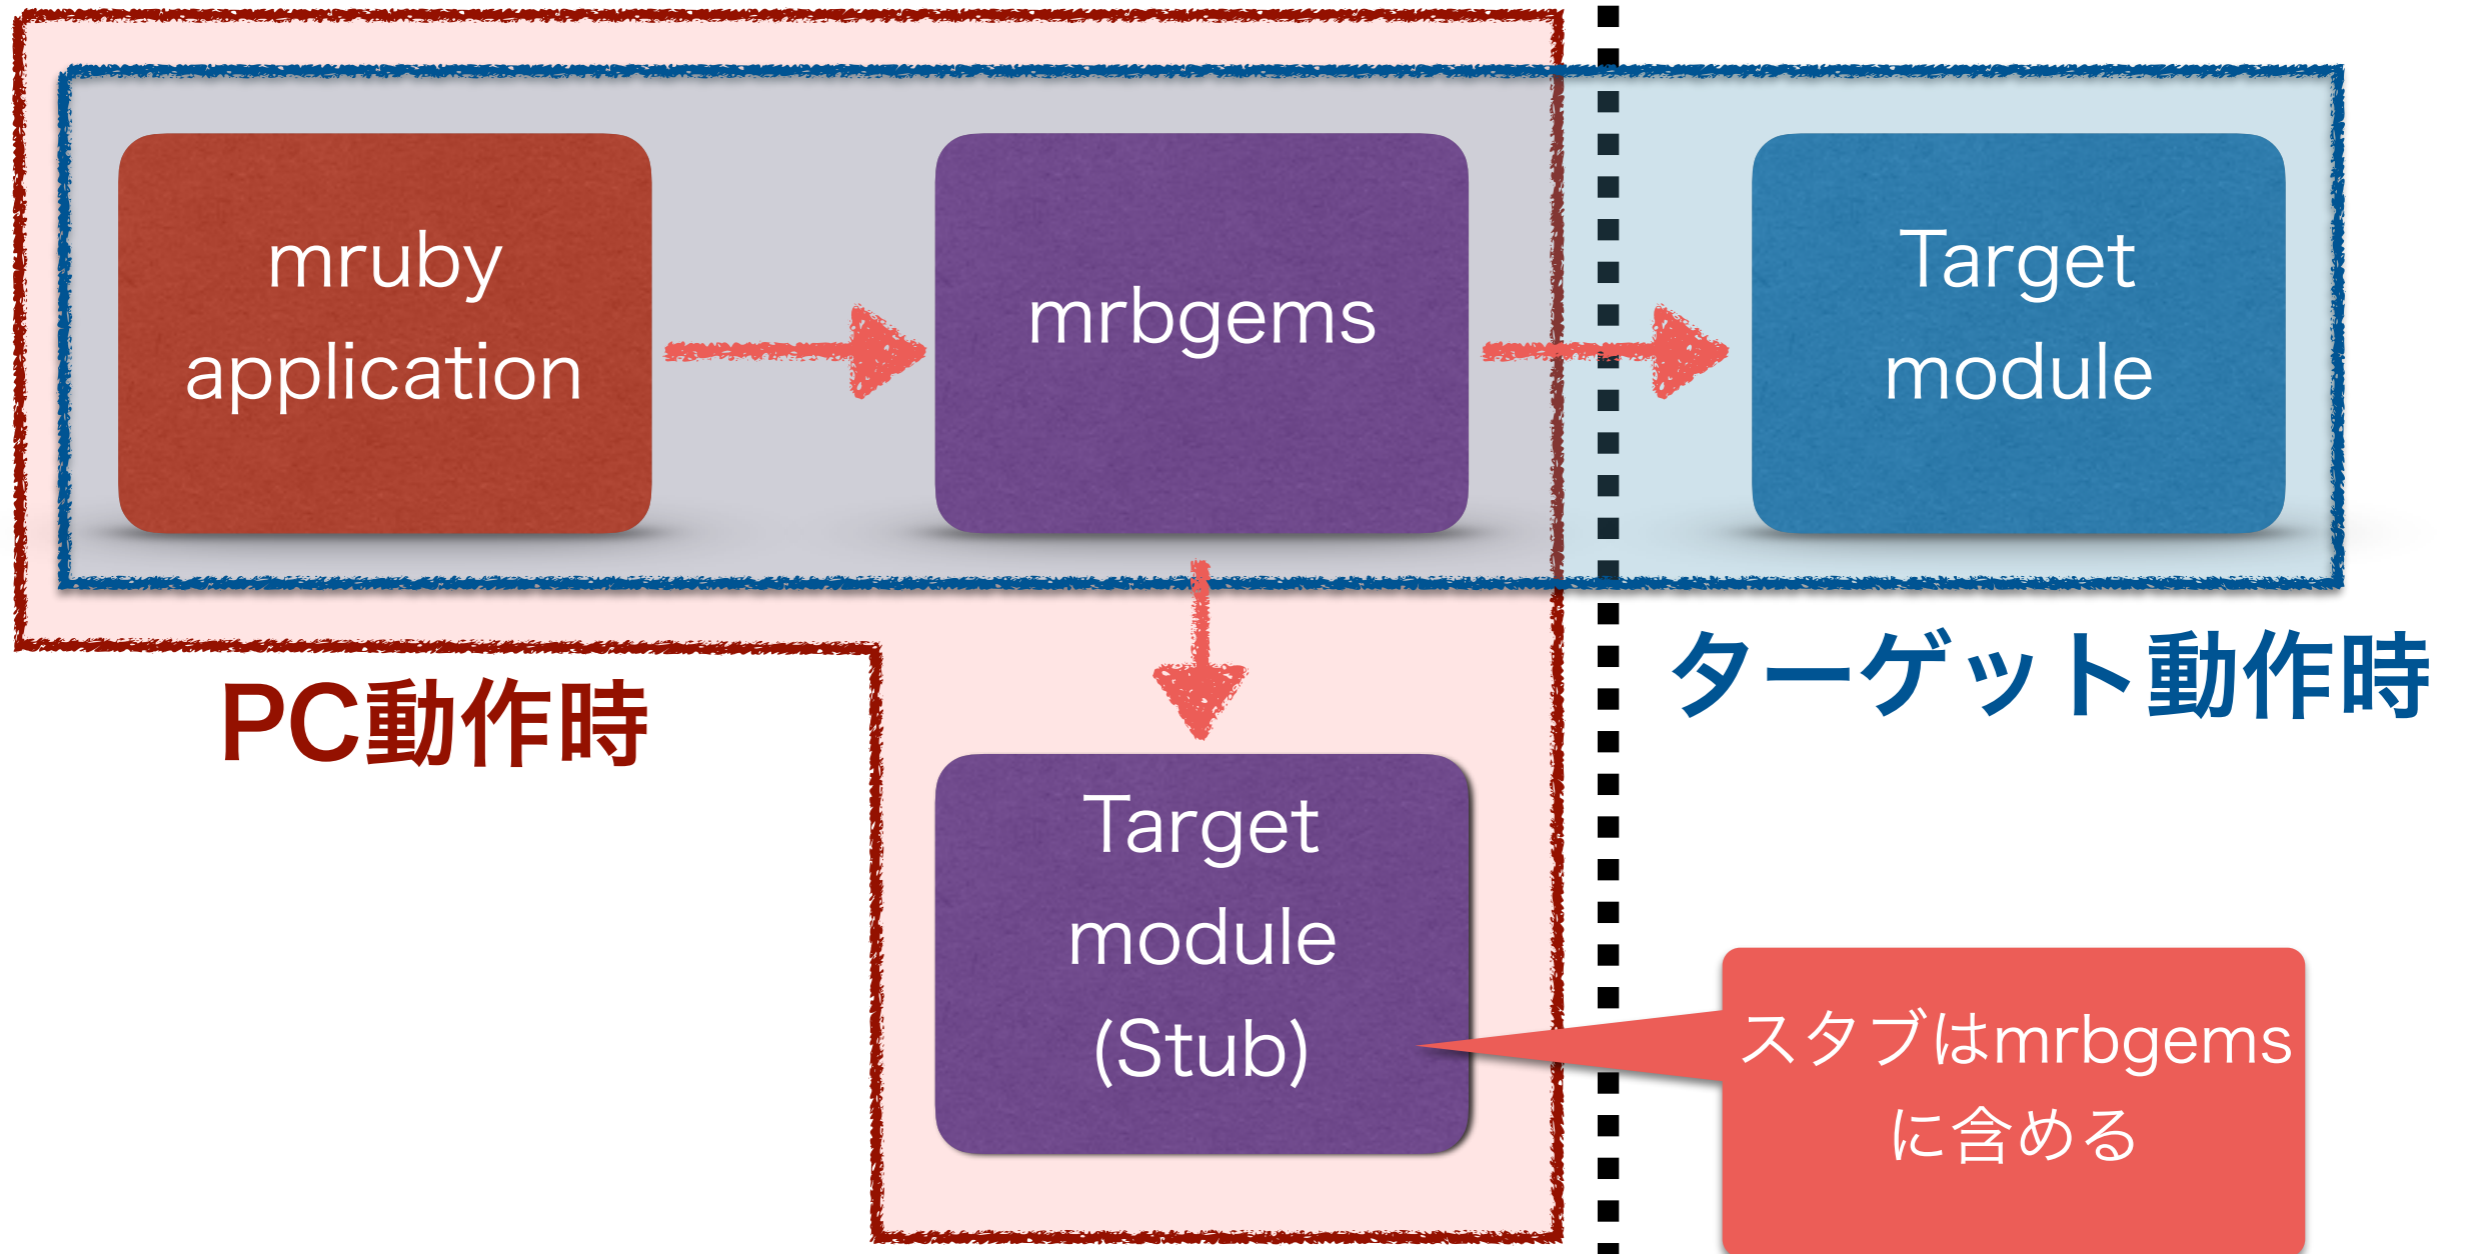 mruby
application
mrbgems
Target
module
PC動作時
ターゲット動作時
Target
module
(Stub)
スタブはmrbgems
に含める